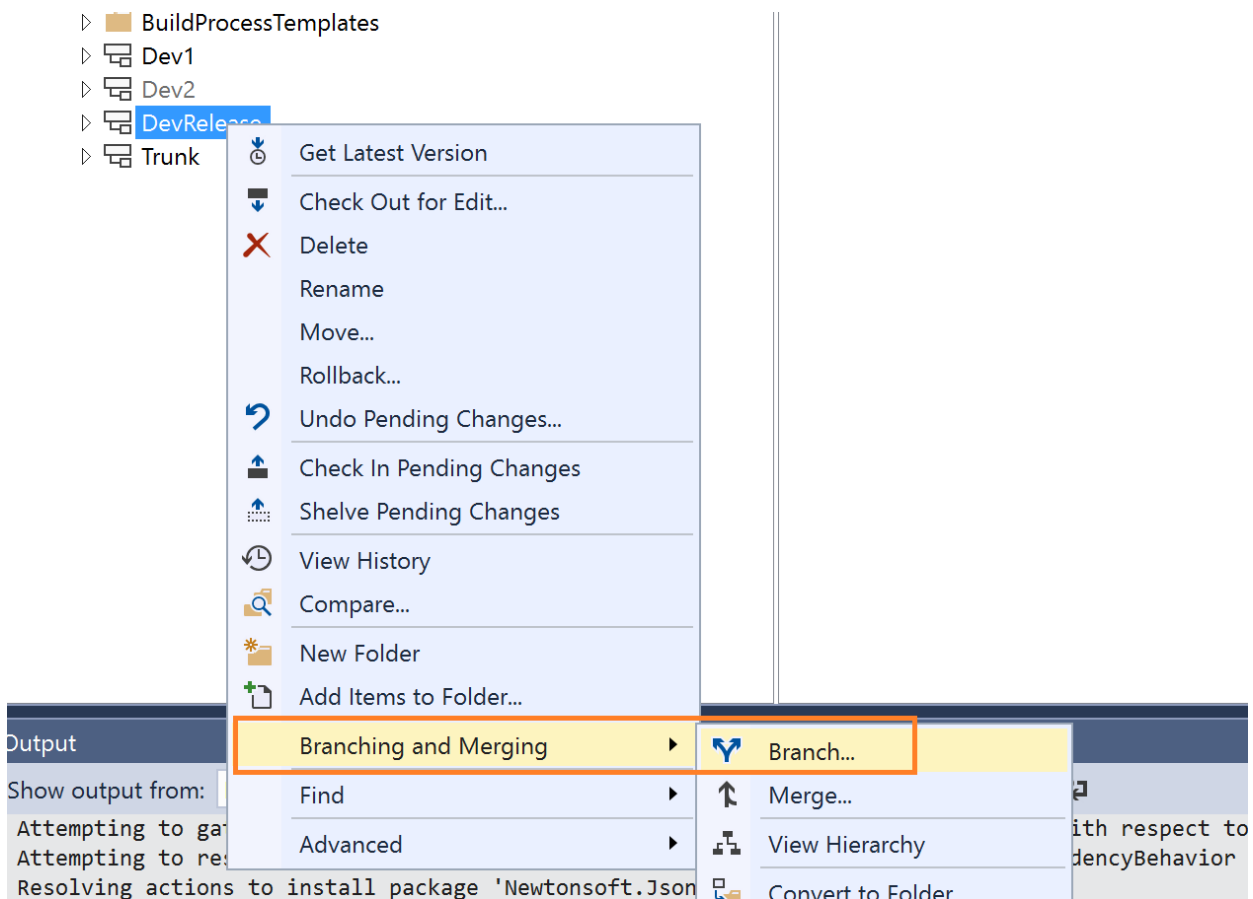 BuildProcessTemplates
Dev1
Dev2
DevRelease
Trunk
Get Latest Version
Check Out for Edit...
Delete
Rename
Move...
Rollback...
Undo Pending Changes...
Check In Pending Changes
Shelve Pending Changes
View History
Compare...
New Folder
Add Items to Folder...
Branching and Merging
Branch...
Merge...
View Hierarchy
Convert to Folder
Find
Advanced
Output
Show output from:
Attempting to ga ith respect to
Attempting to res dencyBehavior
Resolving actions to install package 'Newtonsoft.Json